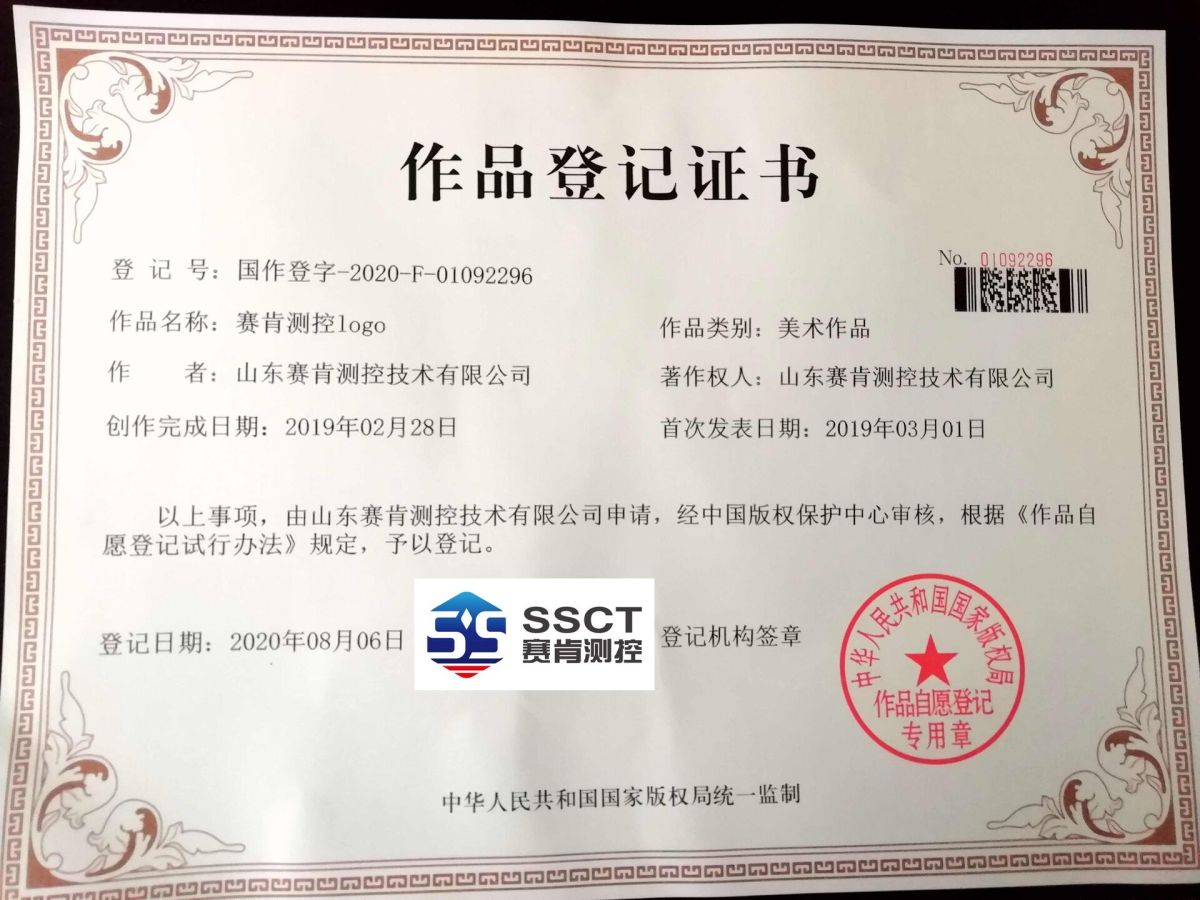 作品登记证书
No. 01092296
登记号：国作登字-2020-F-01092296
作品名称：赛肯测控logo
作品类别：美术作品
作者：山东赛肯测控技术有限公司
著作权人：山东赛肯测控技术有限公司
创作完成日期：2019年02月28日
首次发表日期：2019年03月01日
以上事项，由山东赛肯测控技术有限公司申请，经中国版权保护中心审核，根据《作品自
愿登记试行办法》规定，予以登记。
登记日期：2020年08月06日
SSCT
赛肯测控
登记机构签章
中华人民共和国国家版权局
作品自愿登记
专用章
中华人民共和国国家版权局统一监制